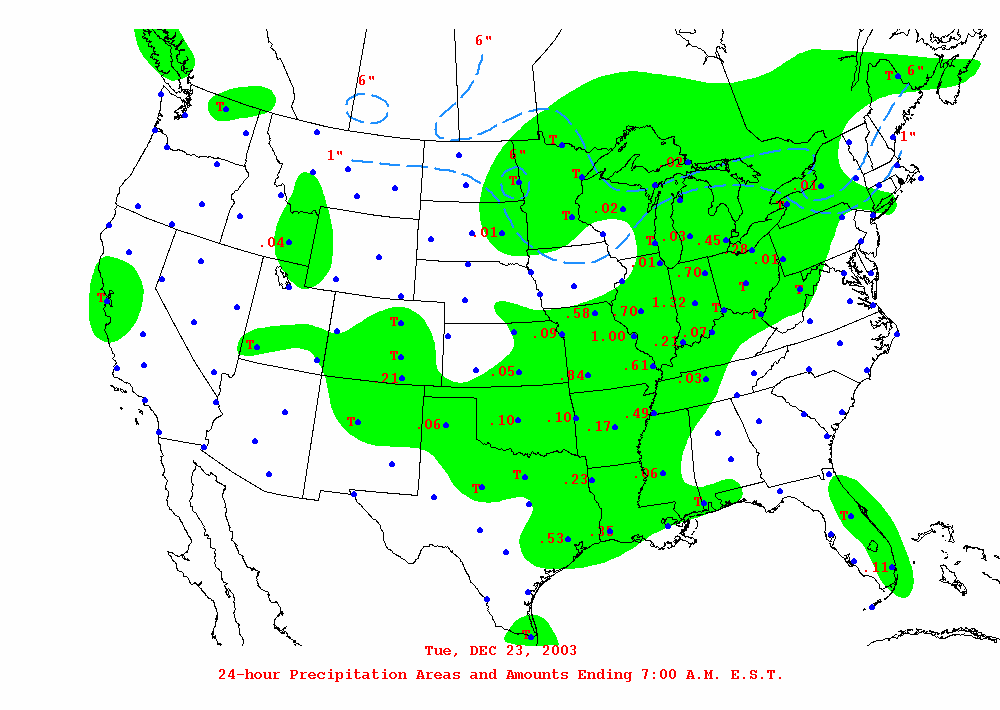 6"
6"
6"
T
T
1"
T
6"
.02
T
T
.01
T
.02
T
.01
.04
T
.03
.45
.28
.01
.01
.70
T
T
T
1.32
.58
.70
T
T
T
.09
1.00
.21
.07
T
T
.21
.05
.84
.61
.03
T
.06
.10
.10
.17
.49
T
T
.23
.96
T
T
.53
.35
.11
T
Tue, DEC 23, 2003
24-hour Precipitation Areas and Amounts Ending 7:00 A.M. E.S.T.